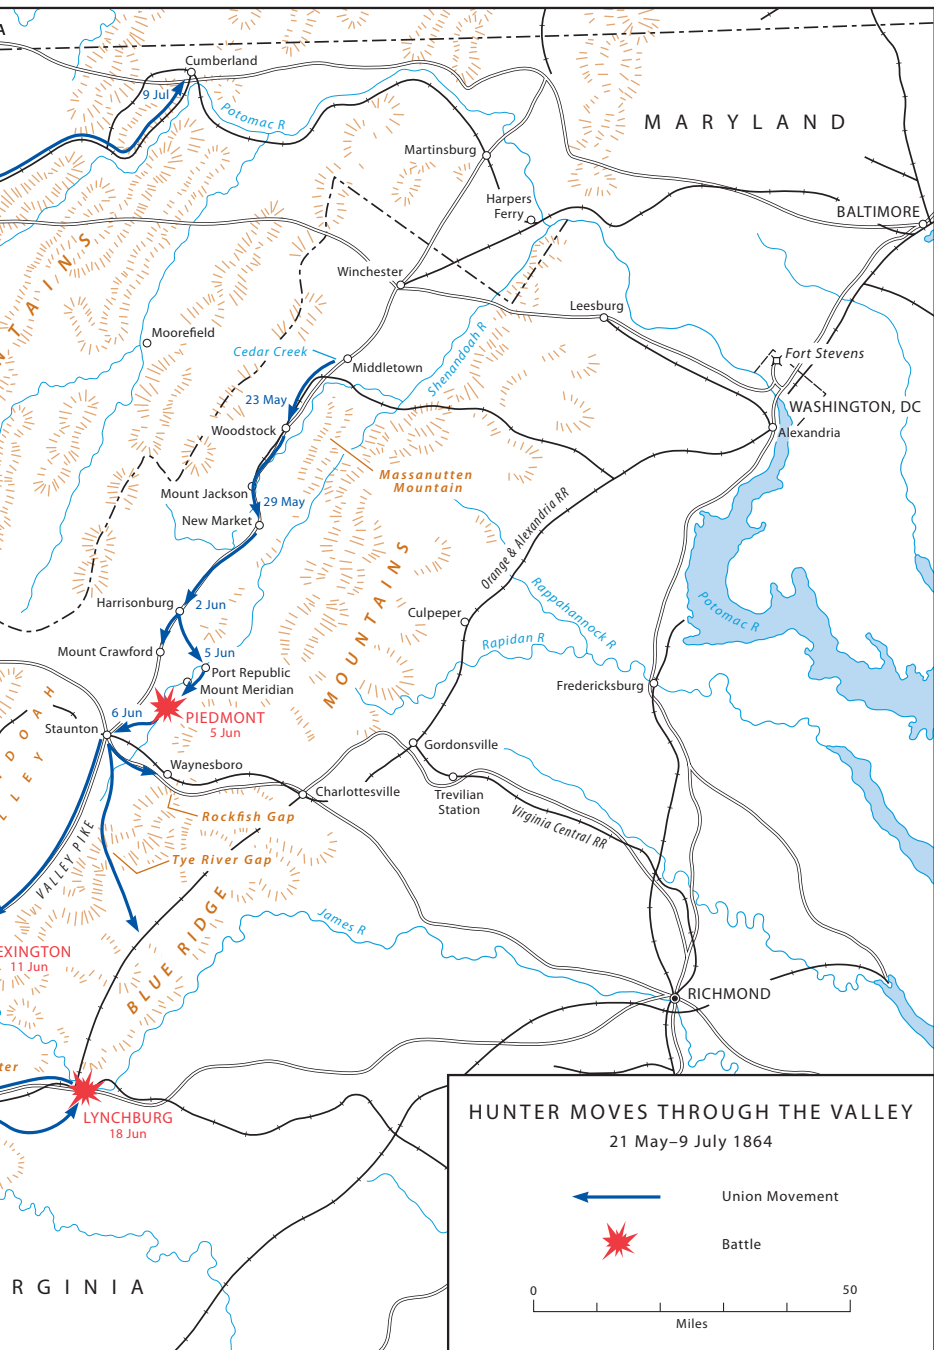 A
Cumberland
9 Jul
Potomac R
MARYLAND
Martinsburg
Harpers
Ferry
BALTIMORE
NTAINS
Winchester
Leesburg
Moorefield
Cedar Creek
Middletown
Shenandoah R
Fort Stevens
23 May
WASHINGTON, DC
Woodstock
Alexandria
Massanutten
Mountain
Mount Jackson
29 May
New Market
Orange & Alexandria RR
Harrisonburg
2 Jun
Culpeper
Rappahannock R
Potomac R
Rapidan R
Mount Crawford
5 Jun
Port Republic
Mount Meridian
Fredericksburg
MOUNTAINS
6 Jun
PIEDMONT
5 Jun
Staunton
NDOAH
LLEY
Gordonsville
Waynesboro
Charlottesville
Trevilian
Station
Rockfish Gap
Virginia Central RR
VALLEY PIKE
Tye River Gap
BLUE RIDGE
James R
EXINGTON
11 Jun
RICHMOND
ter
LYNCHBURG
18 Jun
RGINIA
HUNTER MOVES THROUGH THE VALLEY
21 May–9 July 1864
Union Movement
Battle
0
50
Miles